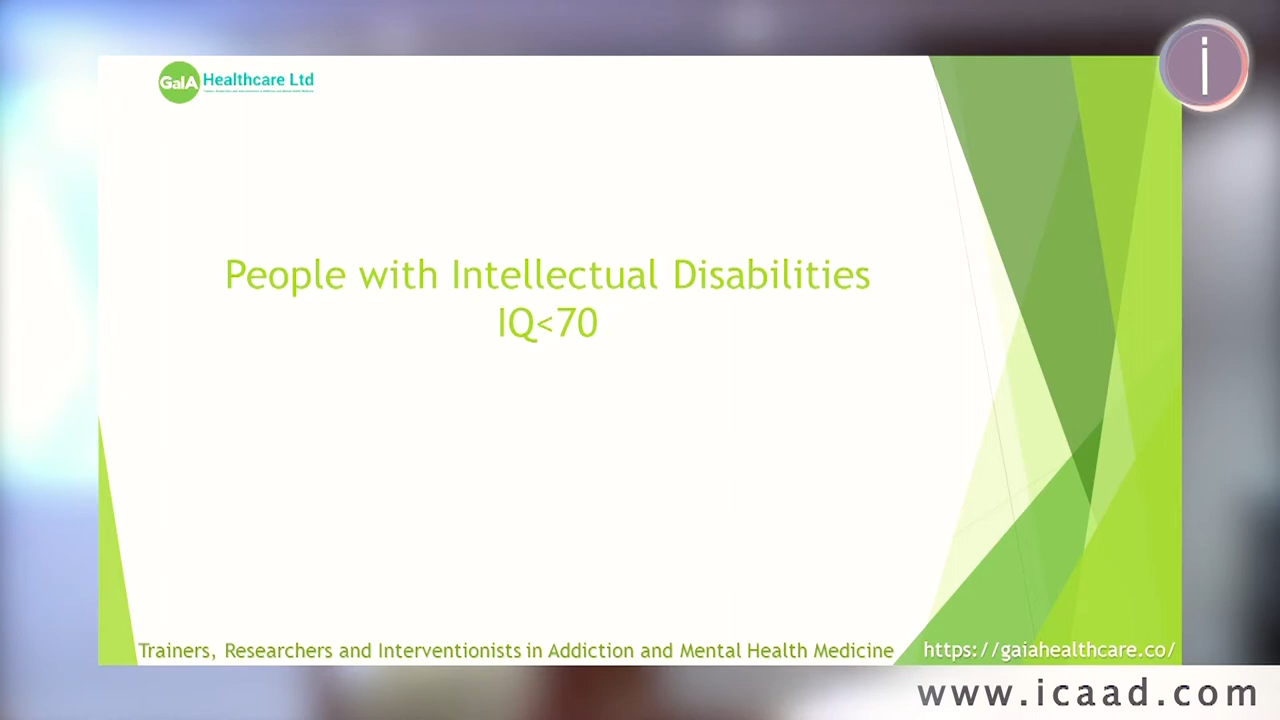 GaIA Healthcare Ltd
i
People with Intellectual Disabilities
IQ<70
Trainers, Researchers and Interventionists in Addiction and Mental Health Medicine
https://gaiahealthcare.co/
www.icaad.com